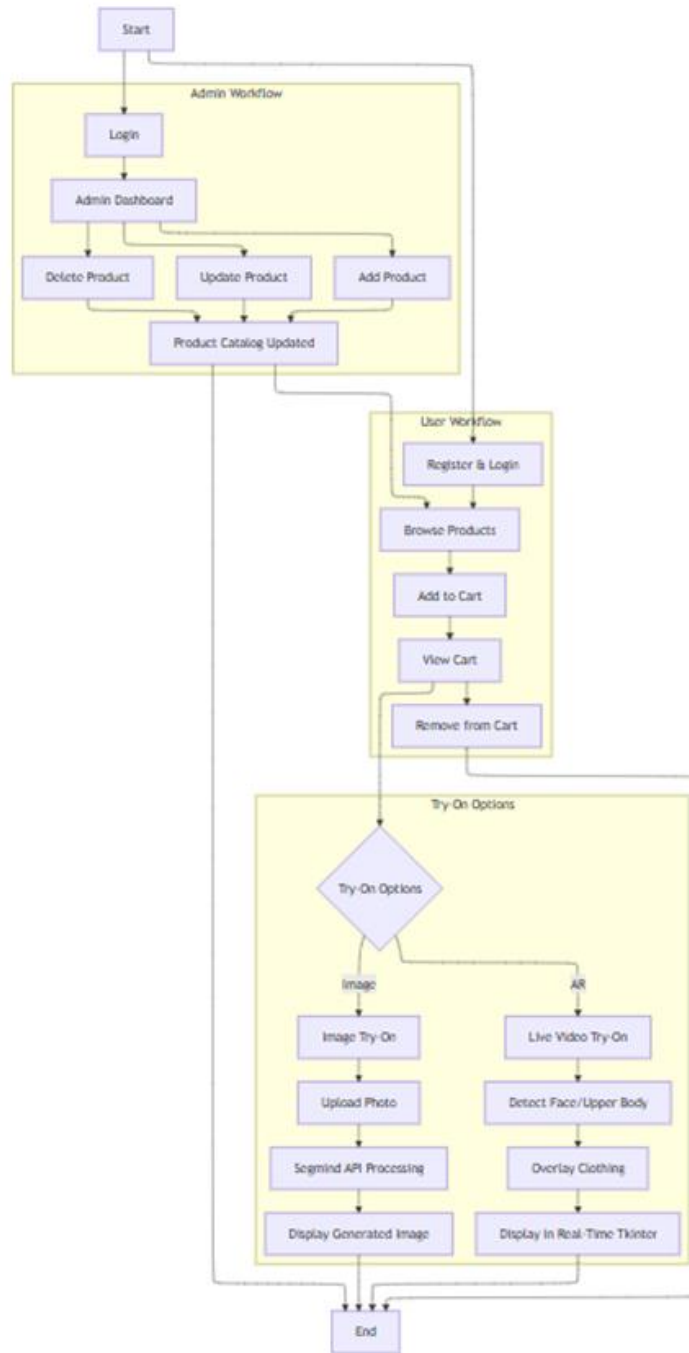 Start
Admin Workflow
Login
Admin Dashboard
Delete Product
Update Product
Add Product
Product Catalog Updated
User Workflow
Register & Login
Browse Products
Add to Cart
View Cart
Remove from Cart
Try-On Options
Try-On Options
Image
AR
Image Try-On
Live Video Try-On
Upload Photo
Detect Face/Upper Body
Segmind API Processing
Overlay Clothing
Display Generated Image
Display in Real-Time Tkinter
End